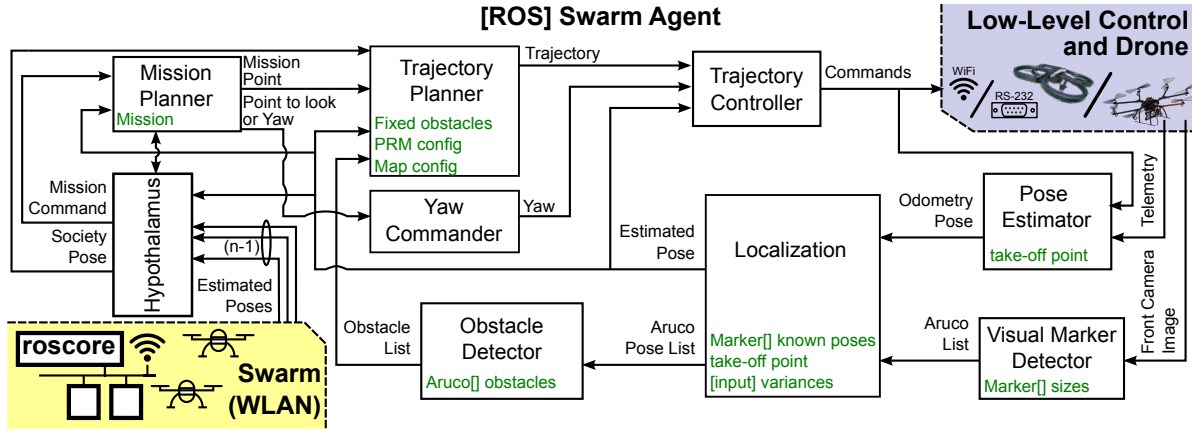 [ROS] Swarm Agent
Low-Level Control
and Drone
WiFi
RS-232
Mission
Planner
Mission
Mission
Point
Point to look
or Yaw
Trajectory
Planner
Fixed obstacles
PRM config
Map config
Trajectory
Trajectory
Controller
Commands
Mission
Command
Society
Pose
Hypothalamus
(n-1)
Estimated
Poses
Yaw
Commander
Yaw
Estimated
Pose
Localization
Marker[] known poses
take-off point
[input] variances
Odometry
Pose
Pose
Estimator
take-off point
Telemetry
Front Camera
Image
Obstacle
List
Obstacle
Detector
Aruco[] obstacles
Aruco
Pose List
Aruco
List
Visual Marker
Detector
Marker[] sizes
roscore
Swarm
(WLAN)